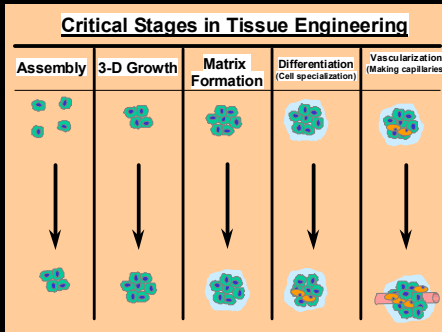 Critical Stages in Tissue Engineering
Assembly
3-D Growth
Matrix
Formation
Differentiation
(Cell specialization)
Vascularization
(Making capillaries)